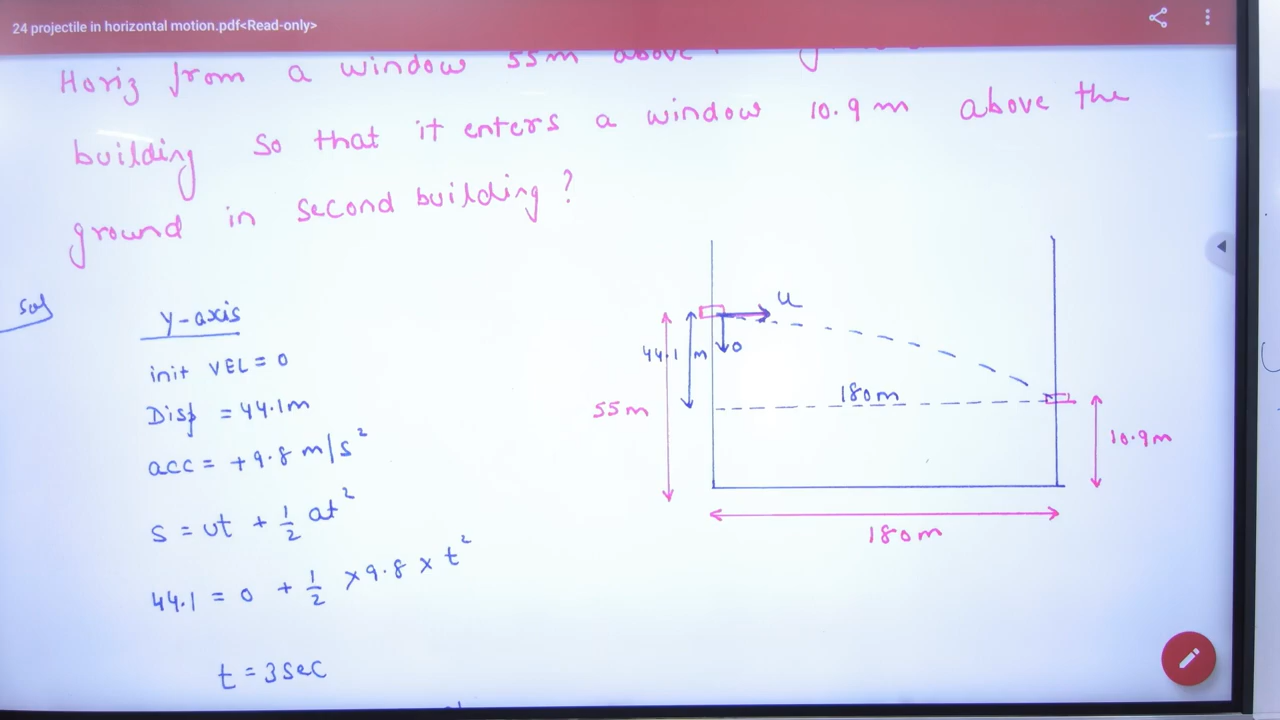 24 projectile in horizontal motion.pdf<Read-only>
Horiz from a window 55m above
building so that it enters a window 10.9 m above the
ground in second building?
Sol
Y-axis
init VEL = 0
Disp = 44.1m
acc = +9.8 m/s²
s = ut + 1/2 at²
44.1 = 0 + 1/2 × 9.8 × t²
t = 3sec
u
44.1 m
0
55m
180m
10.9m
180m